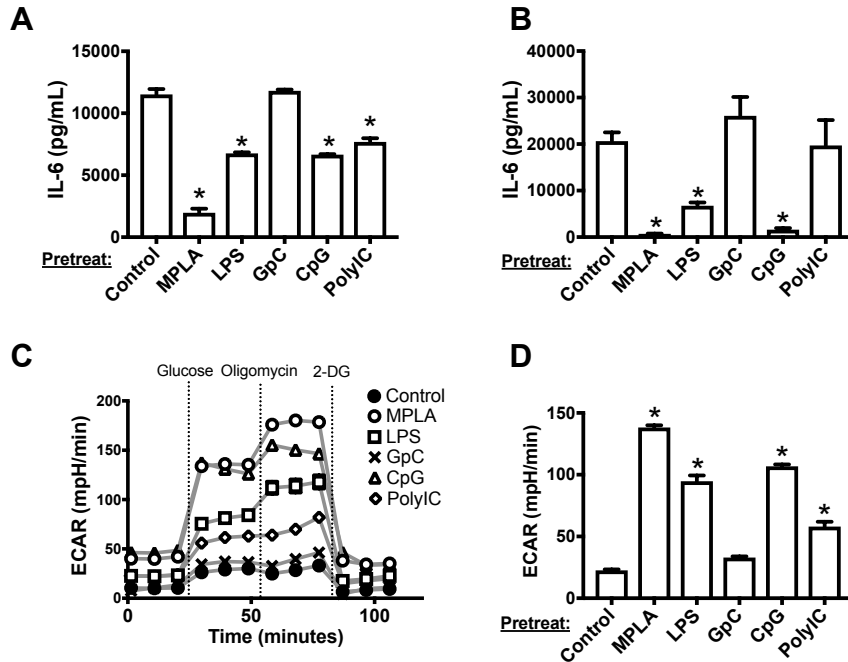 A
15000
10000
5000
0
IL-6 (pg/mL)
*
*
*
*
Pretreat:
Control
MPLA
LPS
GpC
CpG
PolyIC
B
40000
30000
20000
10000
0
IL-6 (pg/mL)
*
*
*
Pretreat:
Control
MPLA
LPS
GpC
CpG
PolyIC
C
Glucose Oligomycin 2-DG
200
150
100
50
0
ECAR (mpH/min)
0 50 100
Time (minutes)
Control
MPLA
LPS
GpC
CpG
PolyIC
D
150
100
50
0
ECAR (mpH/min)
*
*
*
*
Pretreat:
Control
MPLA
LPS
GpC
CpG
PolyIC